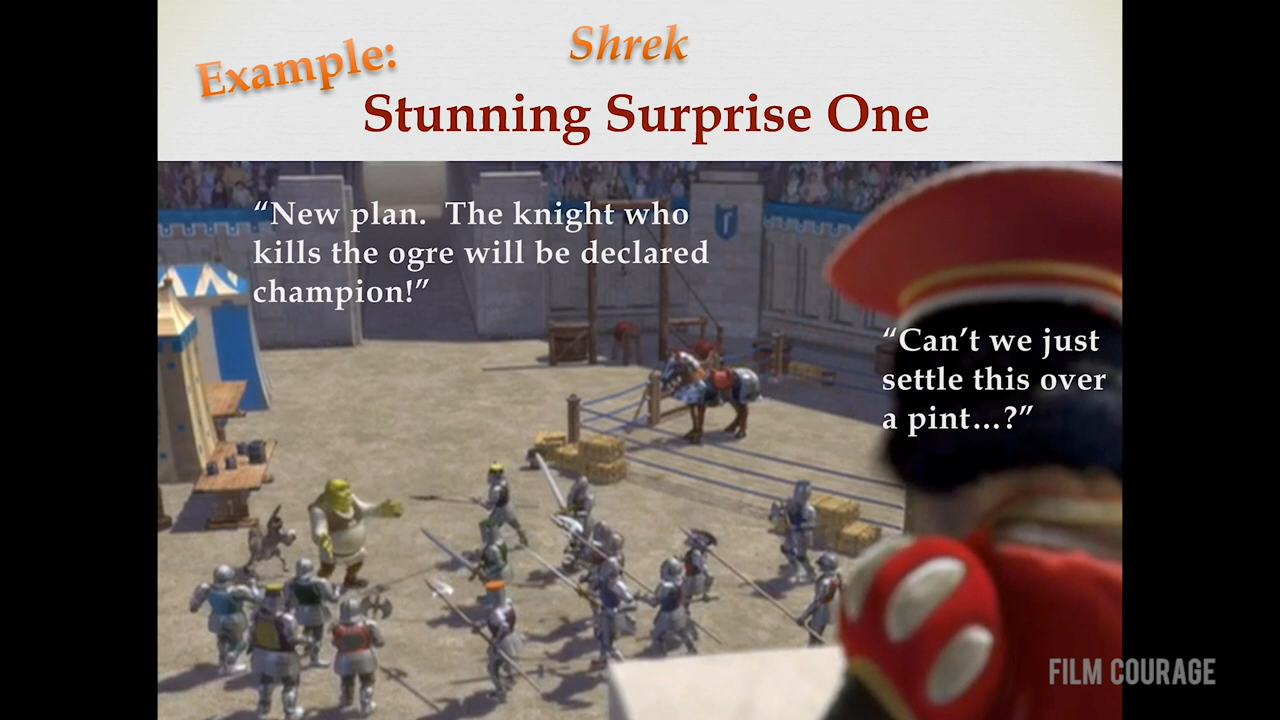 Example:
Shrek
Stunning Surprise One
“New plan.  The knight who
kills the ogre will be declared
champion!”
“Can’t we just
settle this over
a pint…?”
FILM COURAGE